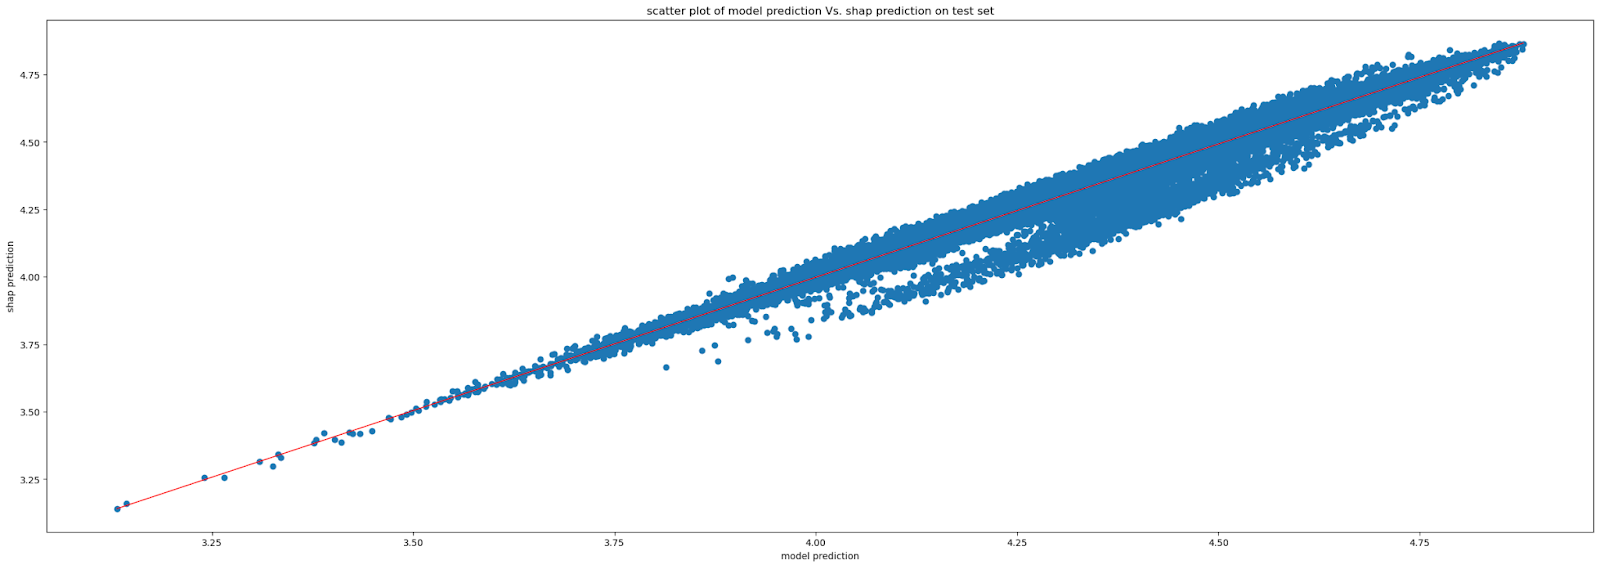 scatter plot of model prediction Vs. shap prediction on test set
shap prediction
4.75
4.50
4.25
4.00
3.75
3.50
3.25
3.25 3.50 3.75 4.00 4.25 4.50 4.75
model prediction